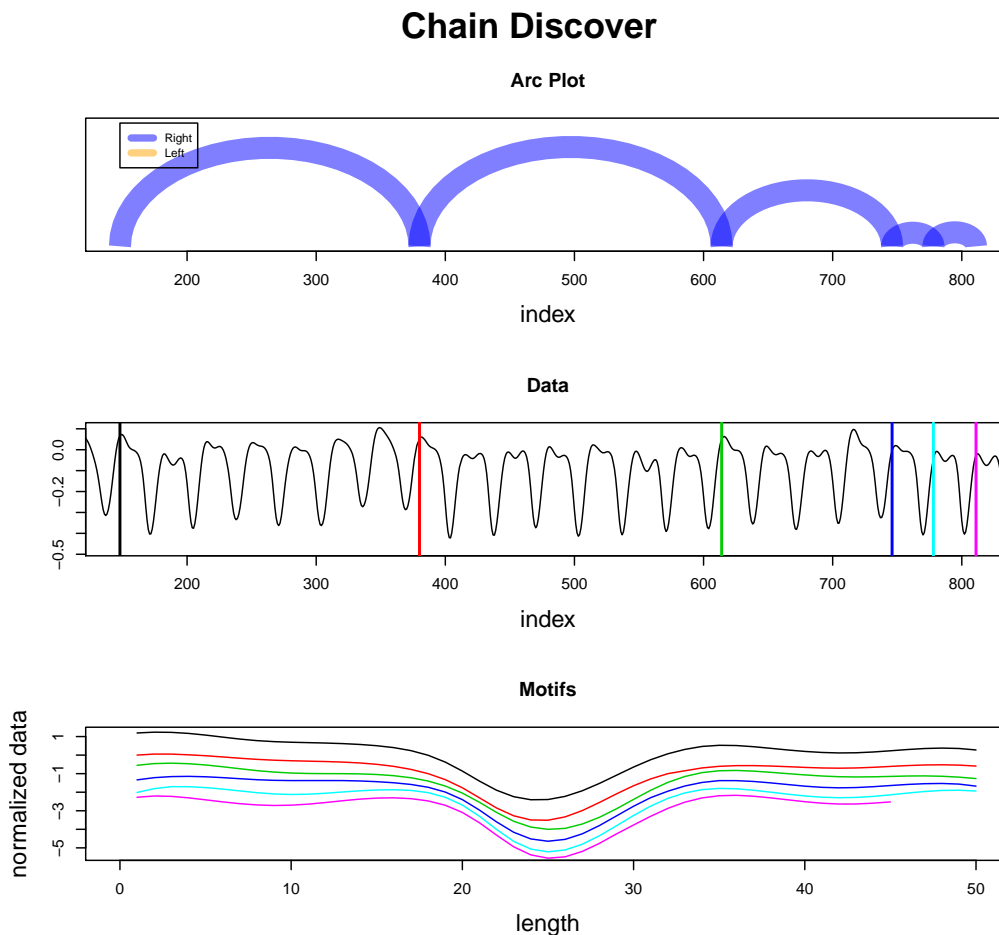 Chain Discover
Arc Plot
Right
Left
200 300 400 500 600 700 800
index
Data
0.0
−0.2
−0.5
200 300 400 500 600 700 800
index
Motifs
normalized data
1
−1
−3
−5
0 10 20 30 40 50
length